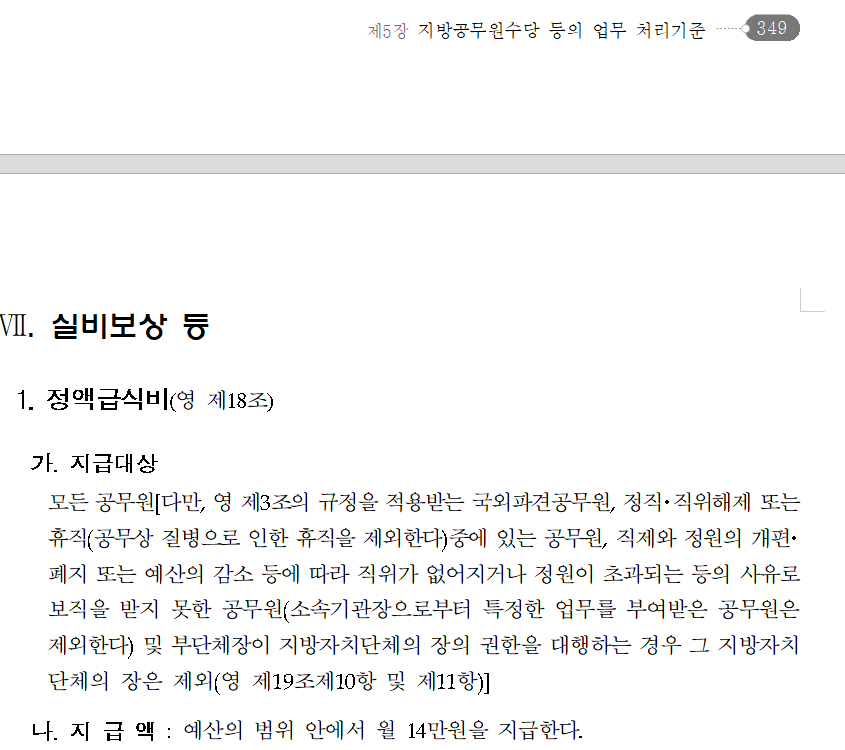 제5장 지방공무원수당 등의 업무 처리기준 349
Ⅶ. 실비보상 등
1. 정액급식비(영 제18조)
가. 지급대상
모든 공무원[다만, 영 제3조의 규정을 적용받는 국외파견공무원, 정직·직위해제 또는
휴직(공무상 질병으로 인한 휴직을 제외한다)중에 있는 공무원, 직제와 정원의 개편·
폐지 또는 예산의 감소 등에 따라 직위가 없어지거나 정원이 초과되는 등의 사유로
보직을 받지 못한 공무원(소속기관장으로부터 특정한 업무를 부여받은 공무원은
제외한다) 및 부단체장이 지방자치단체의 장의 권한을 대행하는 경우 그 지방자치
단체의 장은 제외(영 제19조제10항 및 제11항)]
나. 지 급 액 : 예산의 범위 안에서 월 14만원을 지급한다.